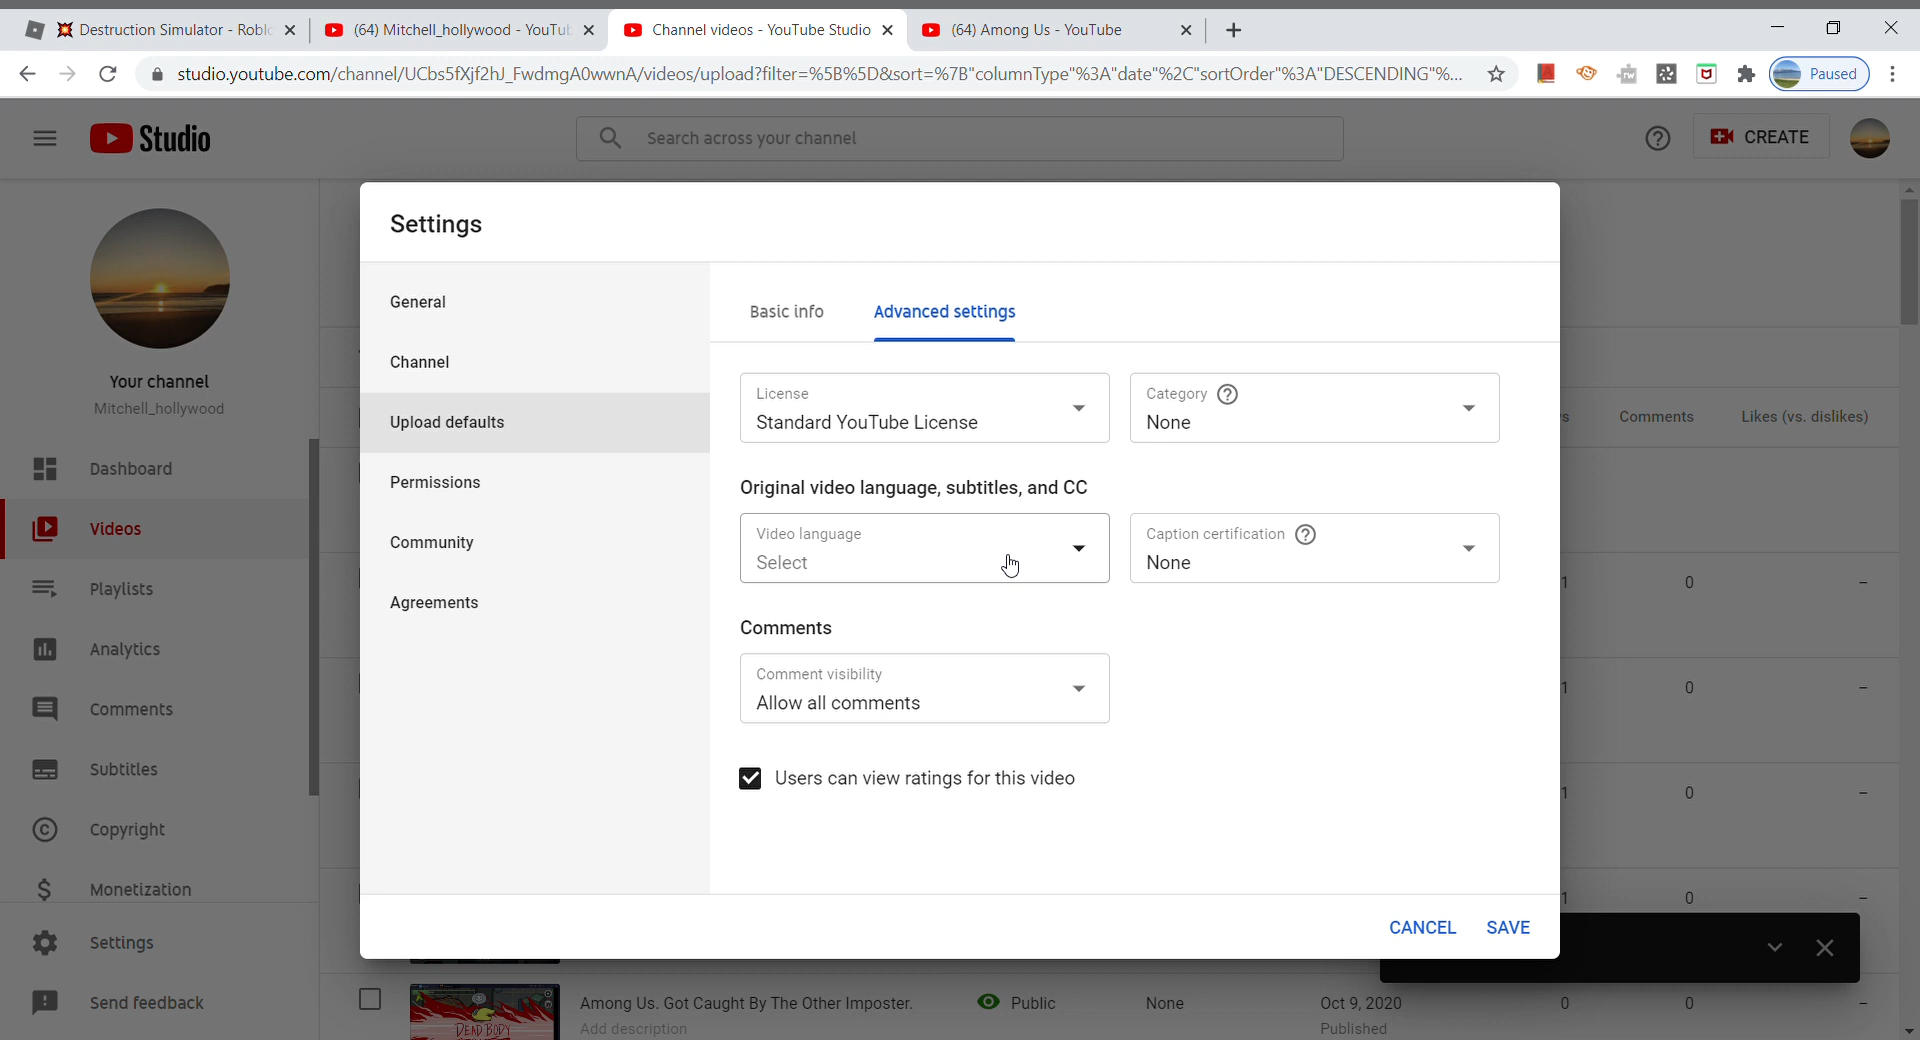 Destruction Simulator - Roblo
(64) Mitchell_hollywood - YouTub
Channel videos - YouTube Studio
(64) Among Us - YouTube
studio.youtube.com/channel/UCbs5fXjf2hJ_FwdmgA0wwnA/videos/upload?filter=%5B%5D&sort=%7B"columnType"%3A"date"%2C"sortOrder"%3A"DESCENDING"%...
Paused
Studio
Search across your channel
CREATE
Your channel
Mitchell_hollywood
Dashboard
Videos
Playlists
Analytics
Comments
Subtitles
Copyright
Monetization
Settings
Send feedback
Settings
General
Channel
Upload defaults
Permissions
Community
Agreements
Basic info
Advanced settings
License
Standard YouTube License
Category
None
Original video language, subtitles, and CC
Video language
Select
Caption certification
None
Comments
Comment visibility
Allow all comments
Users can view ratings for this video
CANCEL
SAVE
s Comments Likes (vs. dislikes)
1 0 –
1 0 –
1 0 –
1 0 –
DEAD BODY
Among Us. Got Caught By The Other Imposter.
Add description
Public
None
Oct 9, 2020
Published
0 0 –